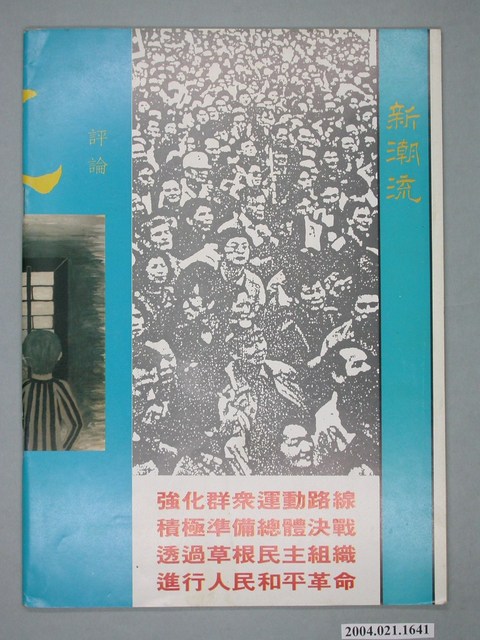 新潮流
評論
強化群衆運動路線
積極準備總體決戰
透過草根民主組織
進行人民和平革命
2004.021.1641